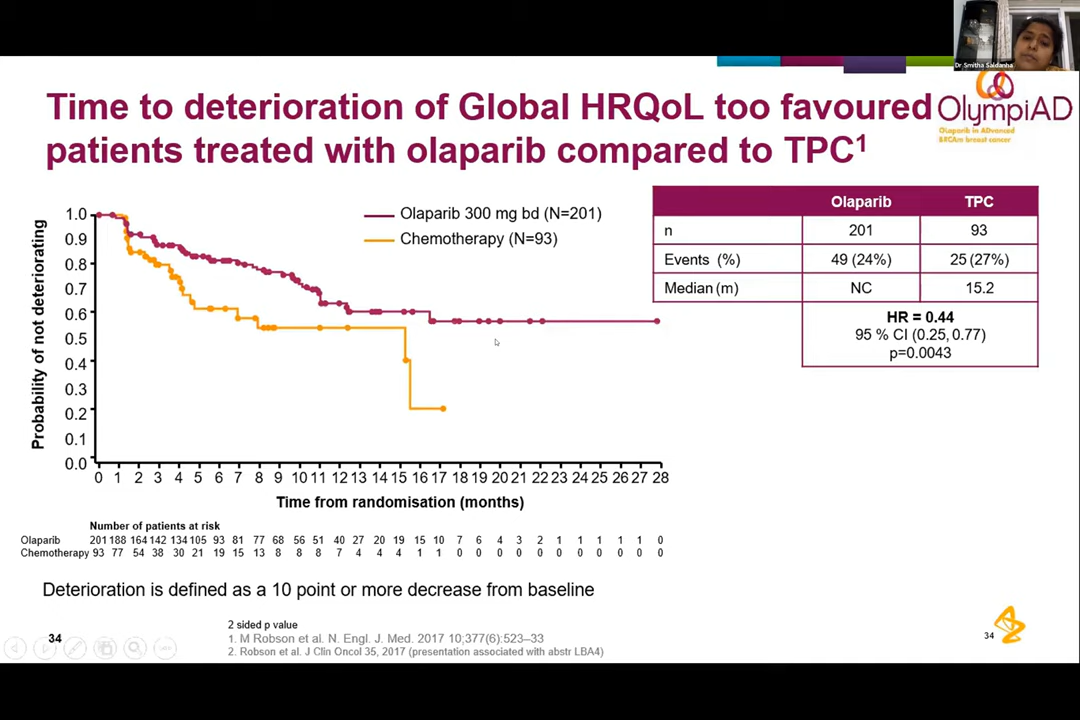 Dr Smitha Saldanha
Time to deterioration of Global HRQoL too favoured
patients treated with olaparib compared to TPC1
OlympiAD
Olaparib in ADvanced
BRCAm breast cancer
Probability of not deteriorating
1.0
0.9
0.8
0.7
0.6
0.5
0.4
0.3
0.2
0.1
0.0
Olaparib 300 mg bd (N=201)
Chemotherapy (N=93)
0 1 2 3 4 5 6 7 8 9 10 11 12 13 14 15 16 17 18 19 20 21 22 23 24 25 26 27 28
Time from randomisation (months)
Olaparib TPC
n 201 93
Events (%) 49 (24%) 25 (27%)
Median (m) NC 15.2
HR = 0.44
95 % CI (0.25, 0.77)
p=0.0043
Number of patients at risk
Olaparib 201 188 164 142 134 105 93 81 77 68 56 51 40 27 20 19 15 10 7 6 4 3 2 1 1 1 1 1 0
Chemotherapy 93 77 54 38 30 21 19 15 13 8 8 8 7 4 4 4 1 1 0 0 0 0 0 0 0 0 0 0 0
Deterioration is defined as a 10 point or more decrease from baseline
2 sided p value
1. M Robson et al. N. Engl. J. Med. 2017 10;377(6):523–33
2. Robson et al. J Clin Oncol 35, 2017 (presentation associated with abstr LBA4)
34
34